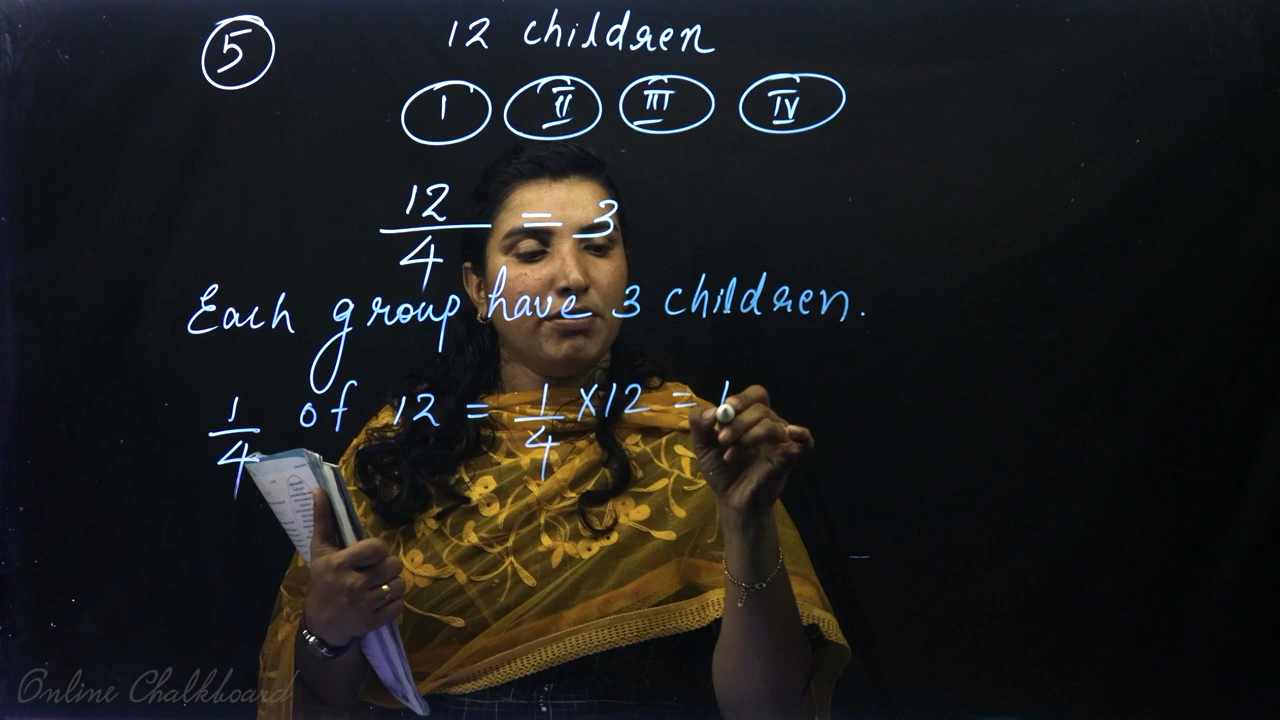 5
12 children
I II III IV
12/4 = 3
Each group have 3 children.
1/4 of 12 = 1/4 × 12 = 1
Online Chalkboard